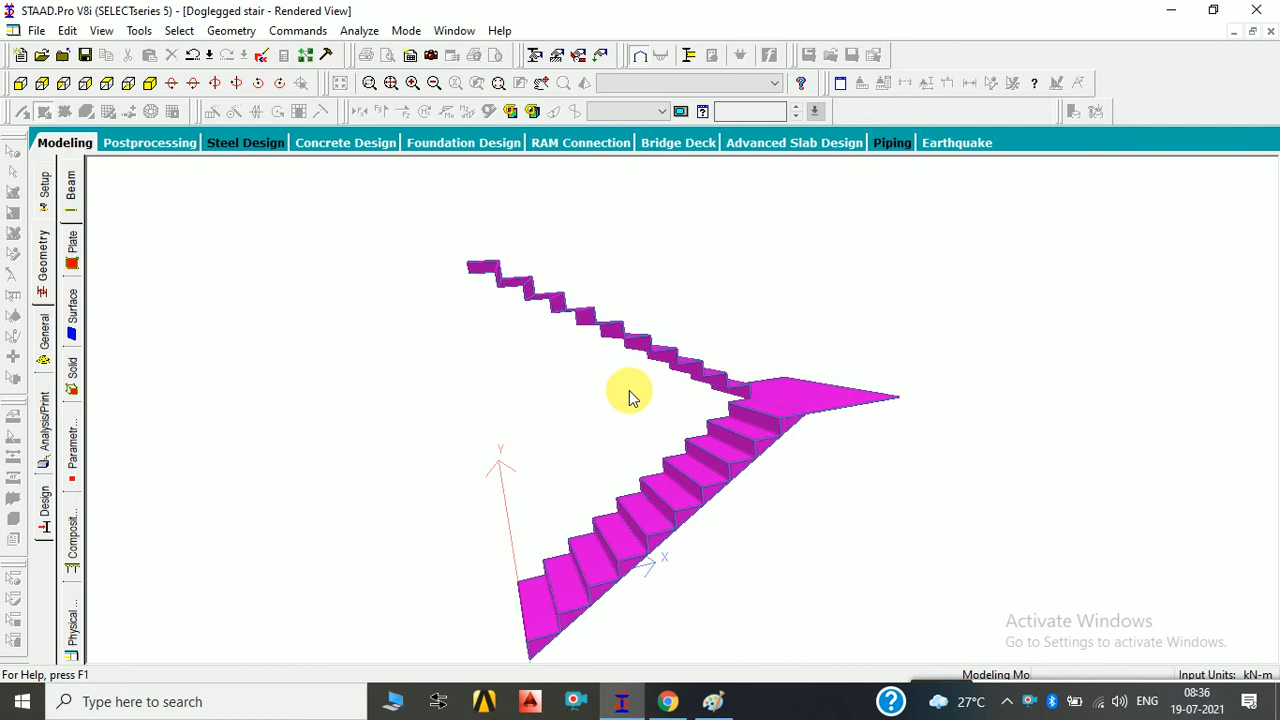 STAAD.Pro V8i (SELECTseries 5) - [Doglegged stair - Rendered View]
File Edit View Tools Select Geometry Commands Analyze Mode Window Help
Modeling Postprocessing Steel Design Concrete Design Foundation Design RAM Connection Bridge Deck Advanced Slab Design Piping Earthquake
Setup
Geometry
General
Analysis/Print
Design
Beam
Plate
Surface
Solid
Parametr...
Composit...
Physical...
Y
X
Activate Windows
Go to Settings to activate Windows.
For Help, press F1
Modeling Mo
Input Units: kN-m
Type here to search
27°C
ENG
08:36
19-07-2021